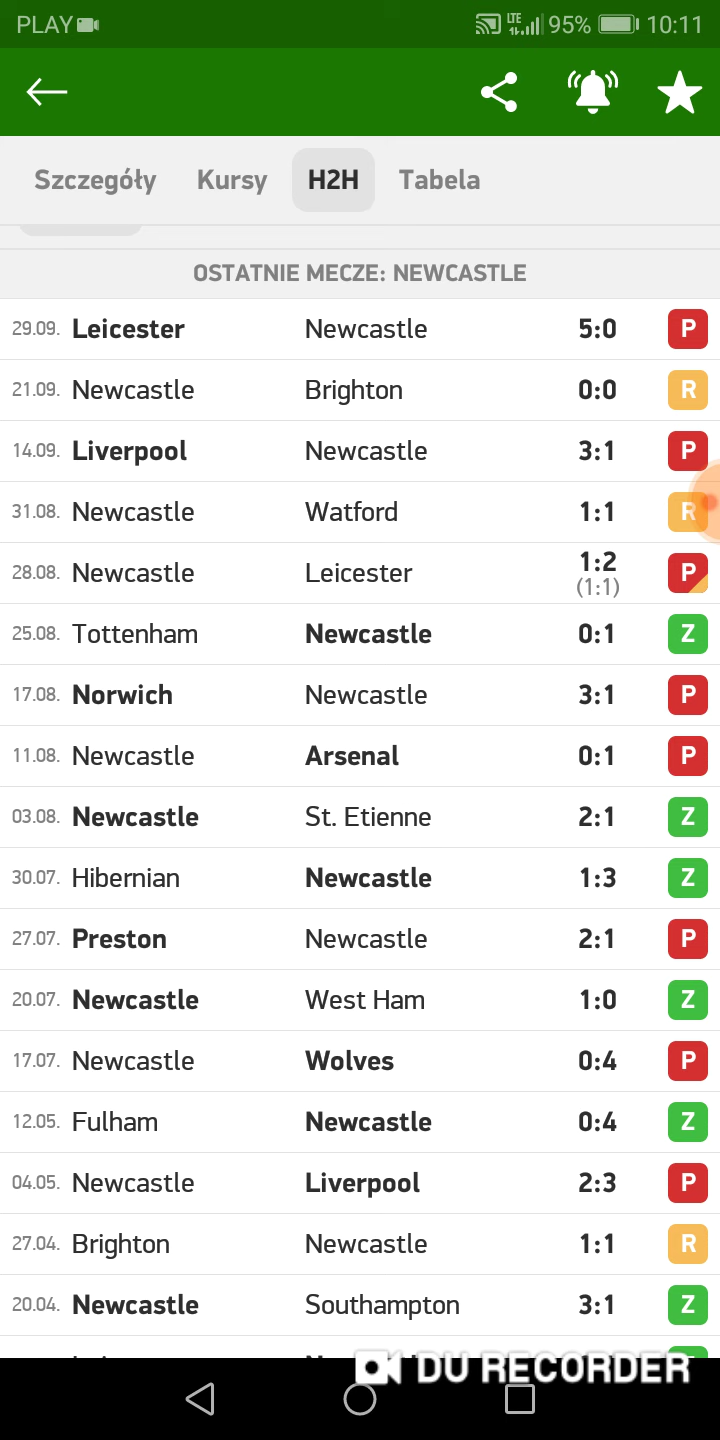 PLAY LTE 95% 10:11
Szczegóły Kursy H2H Tabela
OSTATNIE MECZE: NEWCASTLE
29.09. Leicester Newcastle 5:0 P
21.09. Newcastle Brighton 0:0 R
14.09. Liverpool Newcastle 3:1 P
31.08. Newcastle Watford 1:1 R
28.08. Newcastle Leicester 1:2 (1:1) P
25.08. Tottenham Newcastle 0:1 Z
17.08. Norwich Newcastle 3:1 P
11.08. Newcastle Arsenal 0:1 P
03.08. Newcastle St. Etienne 2:1 Z
30.07. Hibernian Newcastle 1:3 Z
27.07. Preston Newcastle 2:1 P
20.07. Newcastle West Ham 1:0 Z
17.07. Newcastle Wolves 0:4 P
12.05. Fulham Newcastle 0:4 Z
04.05. Newcastle Liverpool 2:3 P
27.04. Brighton Newcastle 1:1 R
20.04. Newcastle Southampton 3:1 Z
DU RECORDER